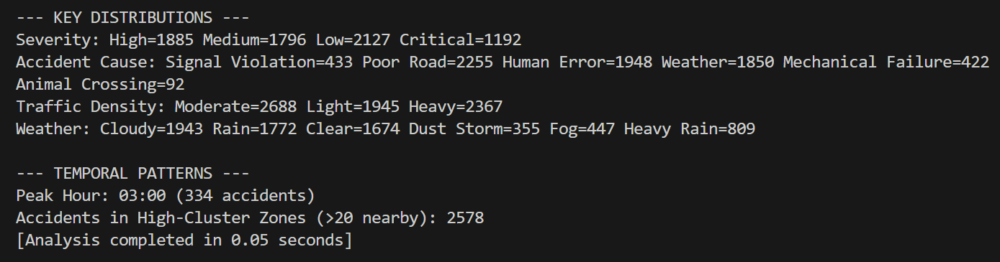 --- KEY DISTRIBUTIONS ---
Severity: High=1885 Medium=1796 Low=2127 Critical=1192
Accident Cause: Signal Violation=433 Poor Road=2255 Human Error=1948 Weather=1850 Mechanical Failure=422
Animal Crossing=92
Traffic Density: Moderate=2688 Light=1945 Heavy=2367
Weather: Cloudy=1943 Rain=1772 Clear=1674 Dust Storm=355 Fog=447 Heavy Rain=809
--- TEMPORAL PATTERNS ---
Peak Hour: 03:00 (334 accidents)
Accidents in High-Cluster Zones (>20 nearby): 2578
[Analysis completed in 0.05 seconds]